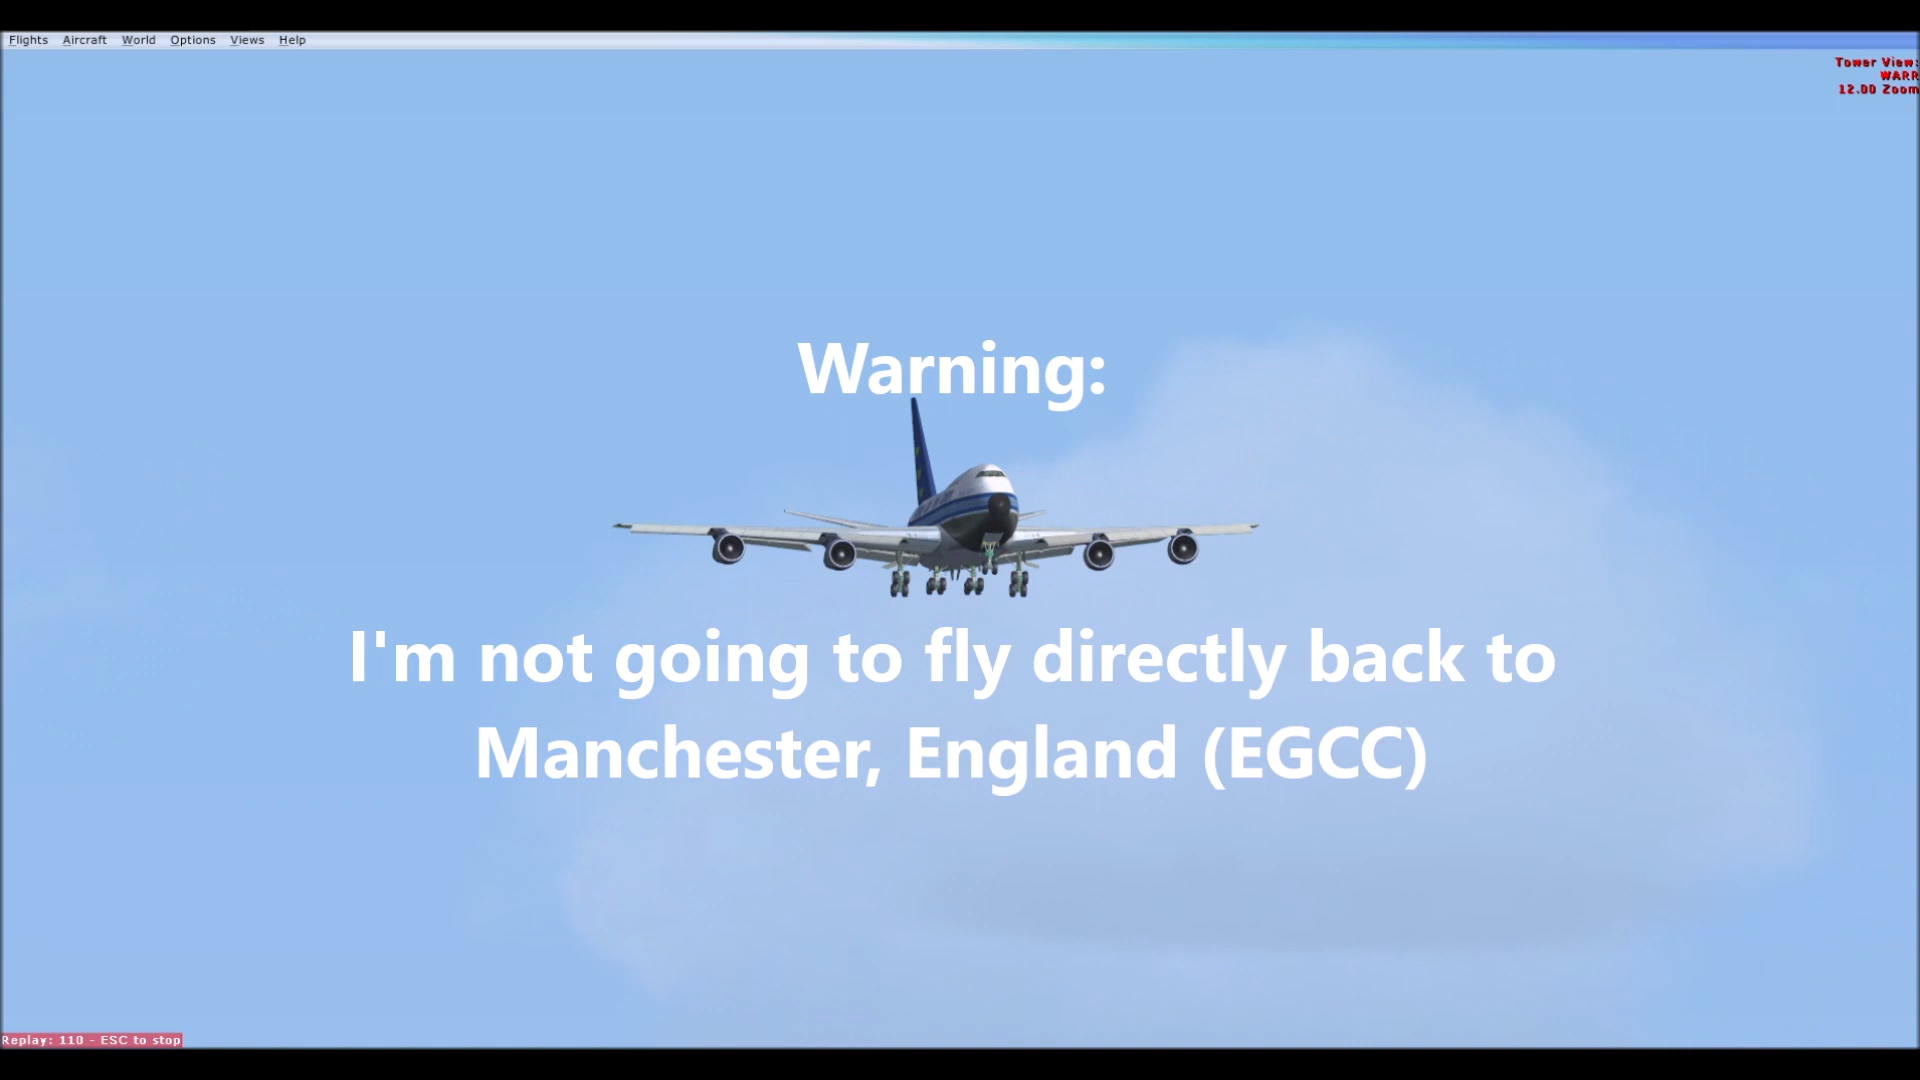 Flights Aircraft World Options Views Help
Tower View:
WARR
12.00 Zoom
Warning:
I'm not going to fly directly back to
Manchester, England (EGCC)
Replay: 110 - ESC to stop